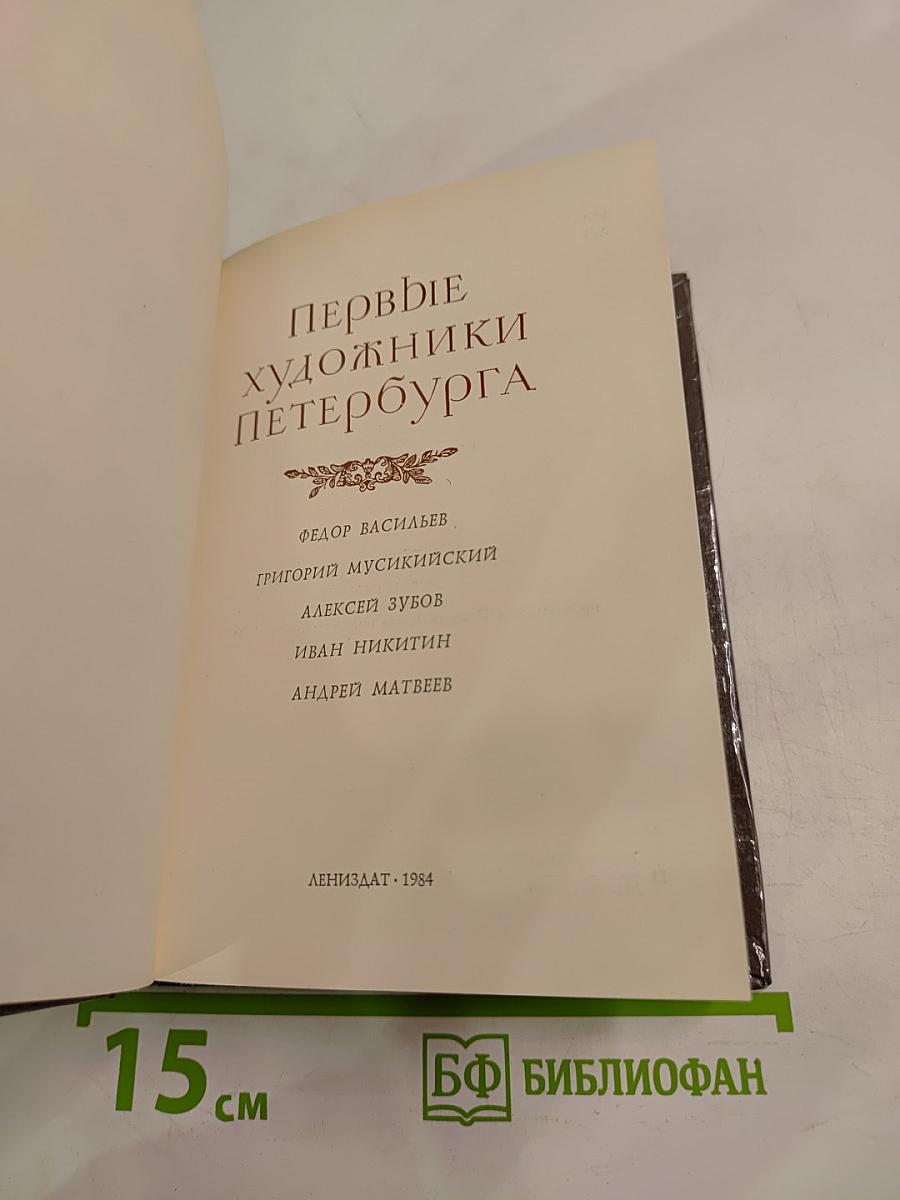 Первые
художники
Петербурга
ФЕДОР ВАСИЛЬЕВ
ГРИГОРИЙ МУСИКИЙСКИЙ
АЛЕКСЕЙ ЗУБОВ
ИВАН НИКИТИН
АНДРЕЙ МАТВЕЕВ
ЛЕНИЗДАТ · 1984
15 см
БФ БИБЛИОФАН